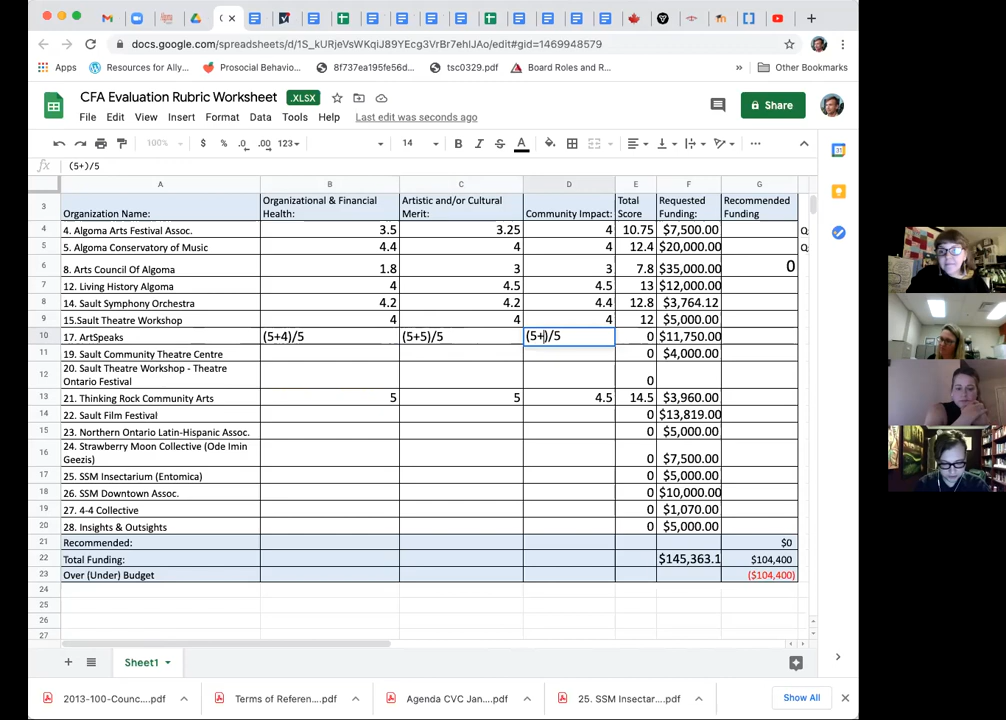 docs.google.com/spreadsheets/d/1S_kURjeVsWKqiJ89YEcg3VrBr7ehlJAo/edit#gid=1469948579
Apps Resources for Ally... Prosocial Behavio... 8f737ea195fe56d... tsc0329.pdf Board Roles and R... » Other Bookmarks
CFA Evaluation Rubric Worksheet .XLSX
Share
File Edit View Insert Format Data Tools Help Last edit was seconds ago
100% $ % .0 .00 123 14 B I S A
fx (5+)/5
A B C D E F G
3 Organization Name: Organizational & Financial Health: Artistic and/or Cultural Merit: Community Impact: Total Score Requested Funding: Recommended Funding
4 4. Algoma Arts Festival Assoc. 3.5 3.25 4 10.75 $7,500.00
5 5. Algoma Conservatory of Music 4.4 4 4 12.4 $20,000.00
6 8. Arts Council Of Algoma 1.8 3 3 7.8 $35,000.00 0
7 12. Living History Algoma 4 4.5 4.5 13 $12,000.00
8 14. Sault Symphony Orchestra 4.2 4.2 4.4 12.8 $3,764.12
9 15.Sault Theatre Workshop 4 4 4 12 $5,000.00
10 17. ArtSpeaks (5+4)/5 (5+5)/5 (5+)/5 0 $11,750.00
11 19. Sault Community Theatre Centre 0 $4,000.00
12 20. Sault Theatre Workshop - Theatre Ontario Festival 0
13 21. Thinking Rock Community Arts 5 5 4.5 14.5 $3,960.00
14 22. Sault Film Festival 0 $13,819.00
15 23. Northern Ontario Latin-Hispanic Assoc. 0 $5,000.00
16 24. Strawberry Moon Collective (Ode Imin Geezis) 0 $7,500.00
17 25. SSM Insectarium (Entomica) 0 $5,000.00
18 26. SSM Downtown Assoc. 0 $10,000.00
19 27. 4-4 Collective 0 $1,070.00
20 28. Insights & Outsights 0 $5,000.00
21 Recommended: $0
22 Total Funding: $145,363.1 $104,400
23 Over (Under) Budget ($104,400)
24
25
26
27
Sheet1
2013-100-Counc....pdf Terms of Referen....pdf Agenda CVC Jan....pdf 25. SSM Insectar....pdf Show All